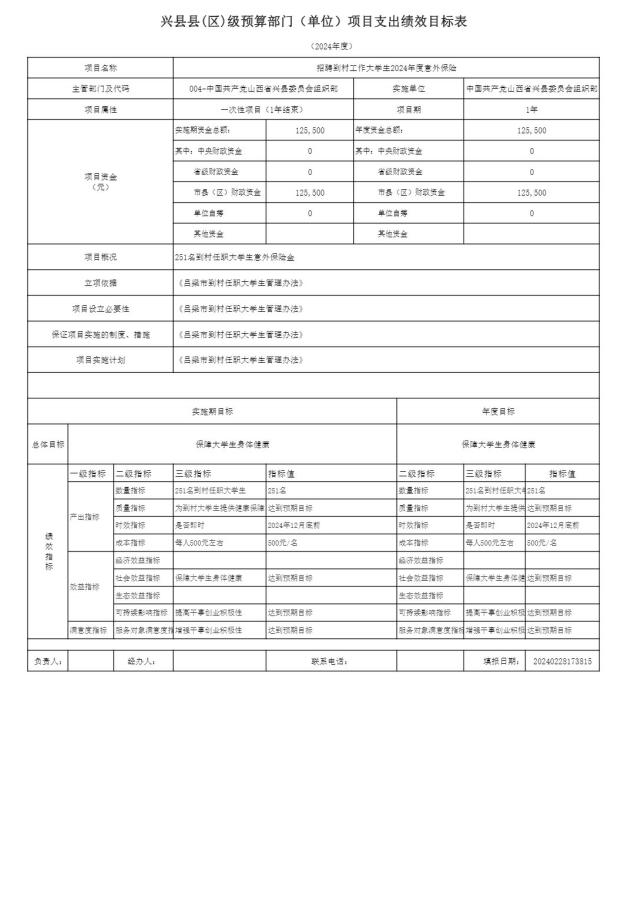 兴县县(区)级预算部门（单位）项目支出绩效目标表
（2024年度）
项目名称 招聘到村工作大学生2024年度意外保险
主管部门及代码 004-中国共产党山西省兴县委员会组织部 实施单位 中国共产党山西省兴县委员会组织部
项目属性 一次性项目（1年结束） 项目期 1年
项目资金（元） 实施期资金总额： 125,500 年度资金总额： 125,500
其中：中央财政资金 0 其中：中央财政资金 0
省级财政资金 0 省级财政资金 0
市县（区）财政资金 125,500 市县（区）财政资金 125,500
单位自筹 0 单位自筹 0
其他资金 其他资金
项目概况 251名到村任职大学生意外保险金
立项依据 《吕梁市到村任职大学生管理办法》
项目设立必要性 《吕梁市到村任职大学生管理办法》
保证项目实施的制度、措施 《吕梁市到村任职大学生管理办法》
项目实施计划 《吕梁市到村任职大学生管理办法》
实施期目标 年度目标
总体目标 保障大学生身体健康 保障大学生身体健康
绩效指标 一级指标 二级指标 三级指标 指标值 二级指标 三级指标 指标值
产出指标 数量指标 251名到村任职大学生 251名 数量指标 251名到村任职大学 251名
质量指标 为到村大学生提供健康保障 达到预期目标 质量指标 为到村大学生提供 达到预期目标
时效指标 是否即时 2024年12月底前 时效指标 是否即时 2024年12月底前
成本指标 每人500元左右 500元/名 成本指标 每人500元左右 500元/名
效益指标 经济效益指标 经济效益指标
社会效益指标 保障大学生身体健康 达到预期目标 社会效益指标 保障大学生身体健 达到预期目标
生态效益指标 生态效益指标
可持续影响指标 提高干事创业积极性 达到预期目标 可持续影响指标 提高干事创业积极 达到预期目标
满意度指标 服务对象满意度指 增强干事创业积极性 达到预期目标 服务对象满意度指标 增强干事创业积极 达到预期目标
负责人： 经办人： 联系电话： 填报日期： 20240228173815